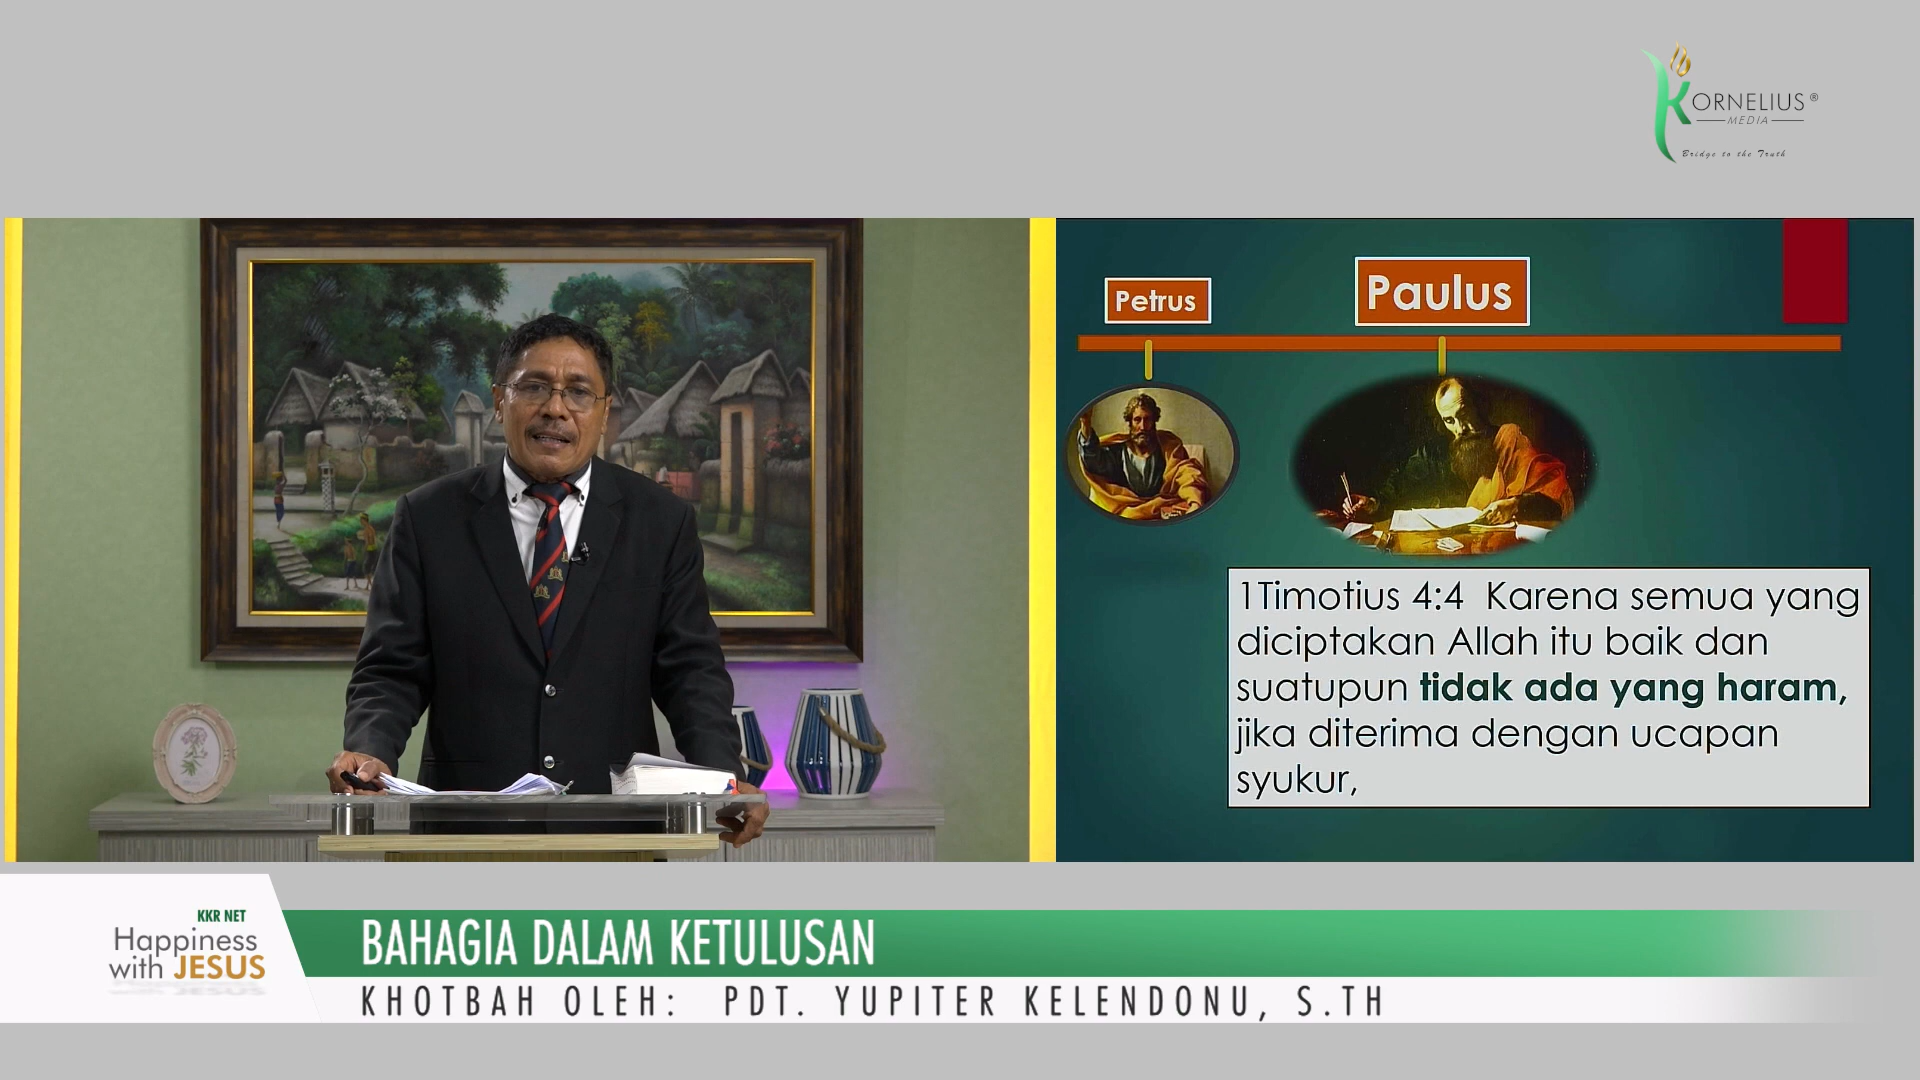 KORNELIUS®
MEDIA
Bridge to the Truth
Petrus
Paulus
1Timotius 4:4 Karena semua yang
diciptakan Allah itu baik dan
suatupun tidak ada yang haram,
jika diterima dengan ucapan
syukur,
KKR NET
Happiness
with JESUS
BAHAGIA DALAM KETULUSAN
KHOTBAH OLEH: PDT. YUPITER KELENDONU, S.TH